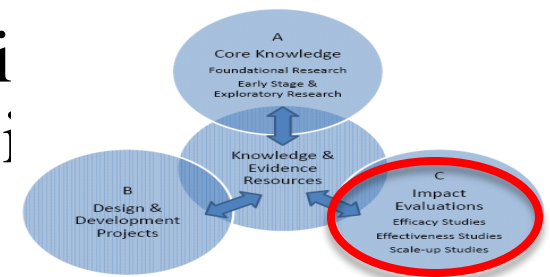 i
i
A
Core Knowledge
Foundational Research
Early Stage &
Exploratory Research
Knowledge &
Evidence
Resources
B
Design &
Development
Projects
C
Impact
Evaluations
Efficacy Studies
Effectiveness Studies
Scale-up Studies